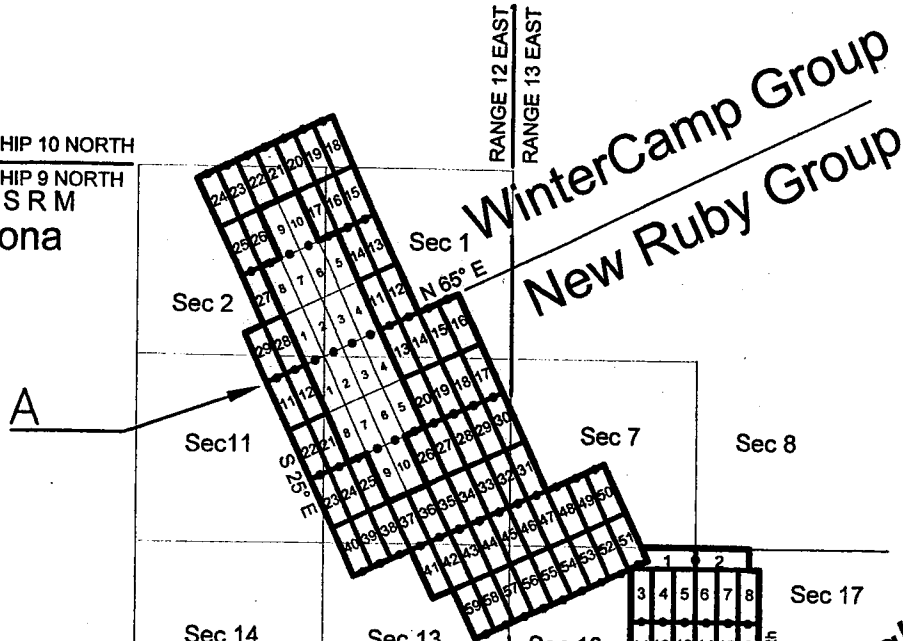 RANGE 12 EAST
RANGE 13 EAST
HIP 10 NORTH
HIP 9 NORTH
S R M
ona
WinterCamp Group
New Ruby Group
N 65° E
S 25° E
A
Sec 1
Sec 2
Sec11
Sec 7
Sec 8
Sec 14
Sec 13
Sec 17
24 23 22 21 20 19 18
25 26 9 10 17 16 15
27 8 7 6 5 14 13
29 28 1 2 3 4 11 12
11 12 1 2 3 4 13 14 15 16
22 21 8 7 6 5 20 19 18 17
23 24 25 9 10 26 27 28 29 30
40 39 38 37 36 35 34 33 32 31
41 42 43 44 45 46 47 48 49 50
59 58 57 56 55 54 53 52 51
1 2
3 4 5 6 7 8